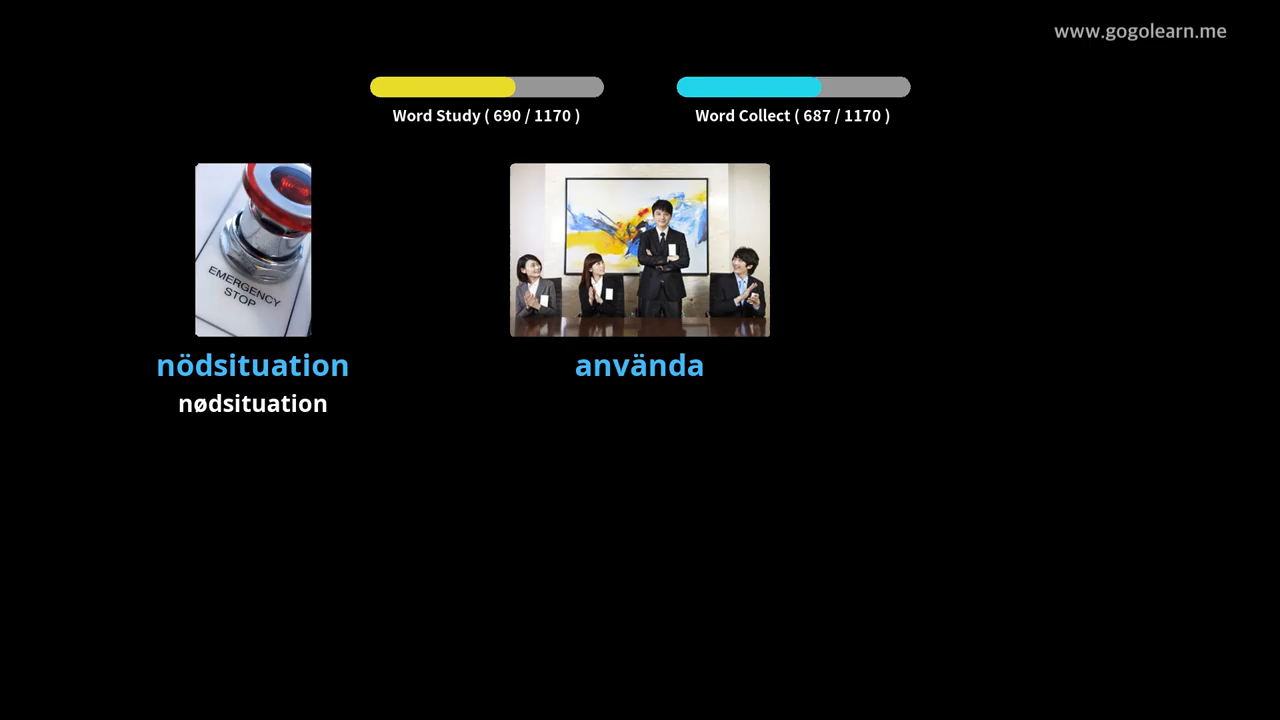 www.gogolearn.me
Word Study ( 690 / 1170 )
Word Collect ( 687 / 1170 )
EMERGENCY
STOP
nödsituation
använda
nødsituation